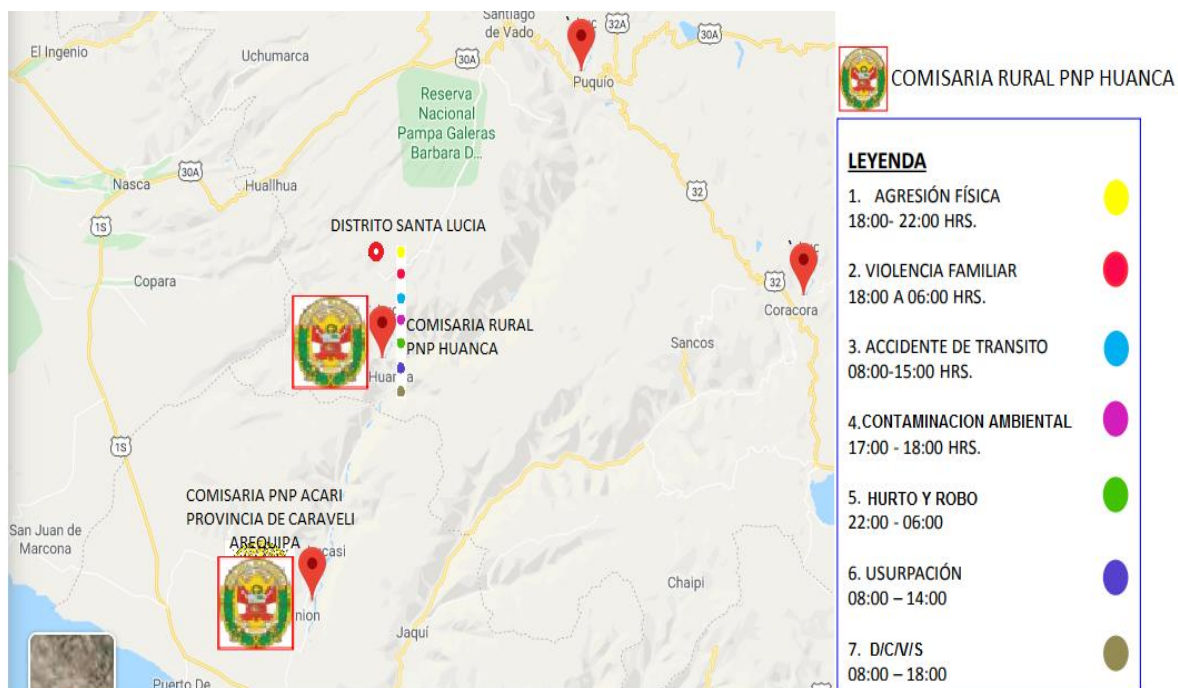 Santiago
de Vado
32A
30A
El Ingenio
Uchumarca
30A
Puquío
Reserva
Nacional
Pampa Galeras
Barbara D...
Nasca
30A
Huallhua
32
1S
DISTRITO SANTA LUCIA
Copara
32
Coracora
COMISARIA RURAL
PNP HUANCA
Sancos
1S
COMISARIA PNP ACARI
PROVINCIA DE CARAVELI
AREQUIPA
San Juan de
Marcona
Chaipi
Jaquí
Puerto De
COMISARIA RURAL PNP HUANCA
LEYENDA
1. AGRESIÓN FÍSICA
18:00- 22:00 HRS.
2. VIOLENCIA FAMILIAR
18:00 A 06:00 HRS.
3. ACCIDENTE DE TRANSITO
08:00-15:00 HRS.
4.CONTAMINACION AMBIENTAL
17:00 - 18:00 HRS.
5. HURTO Y ROBO
22:00 - 06:00
6. USURPACIÓN
08:00 – 14:00
7. D/C/V/S
08:00 – 18:00